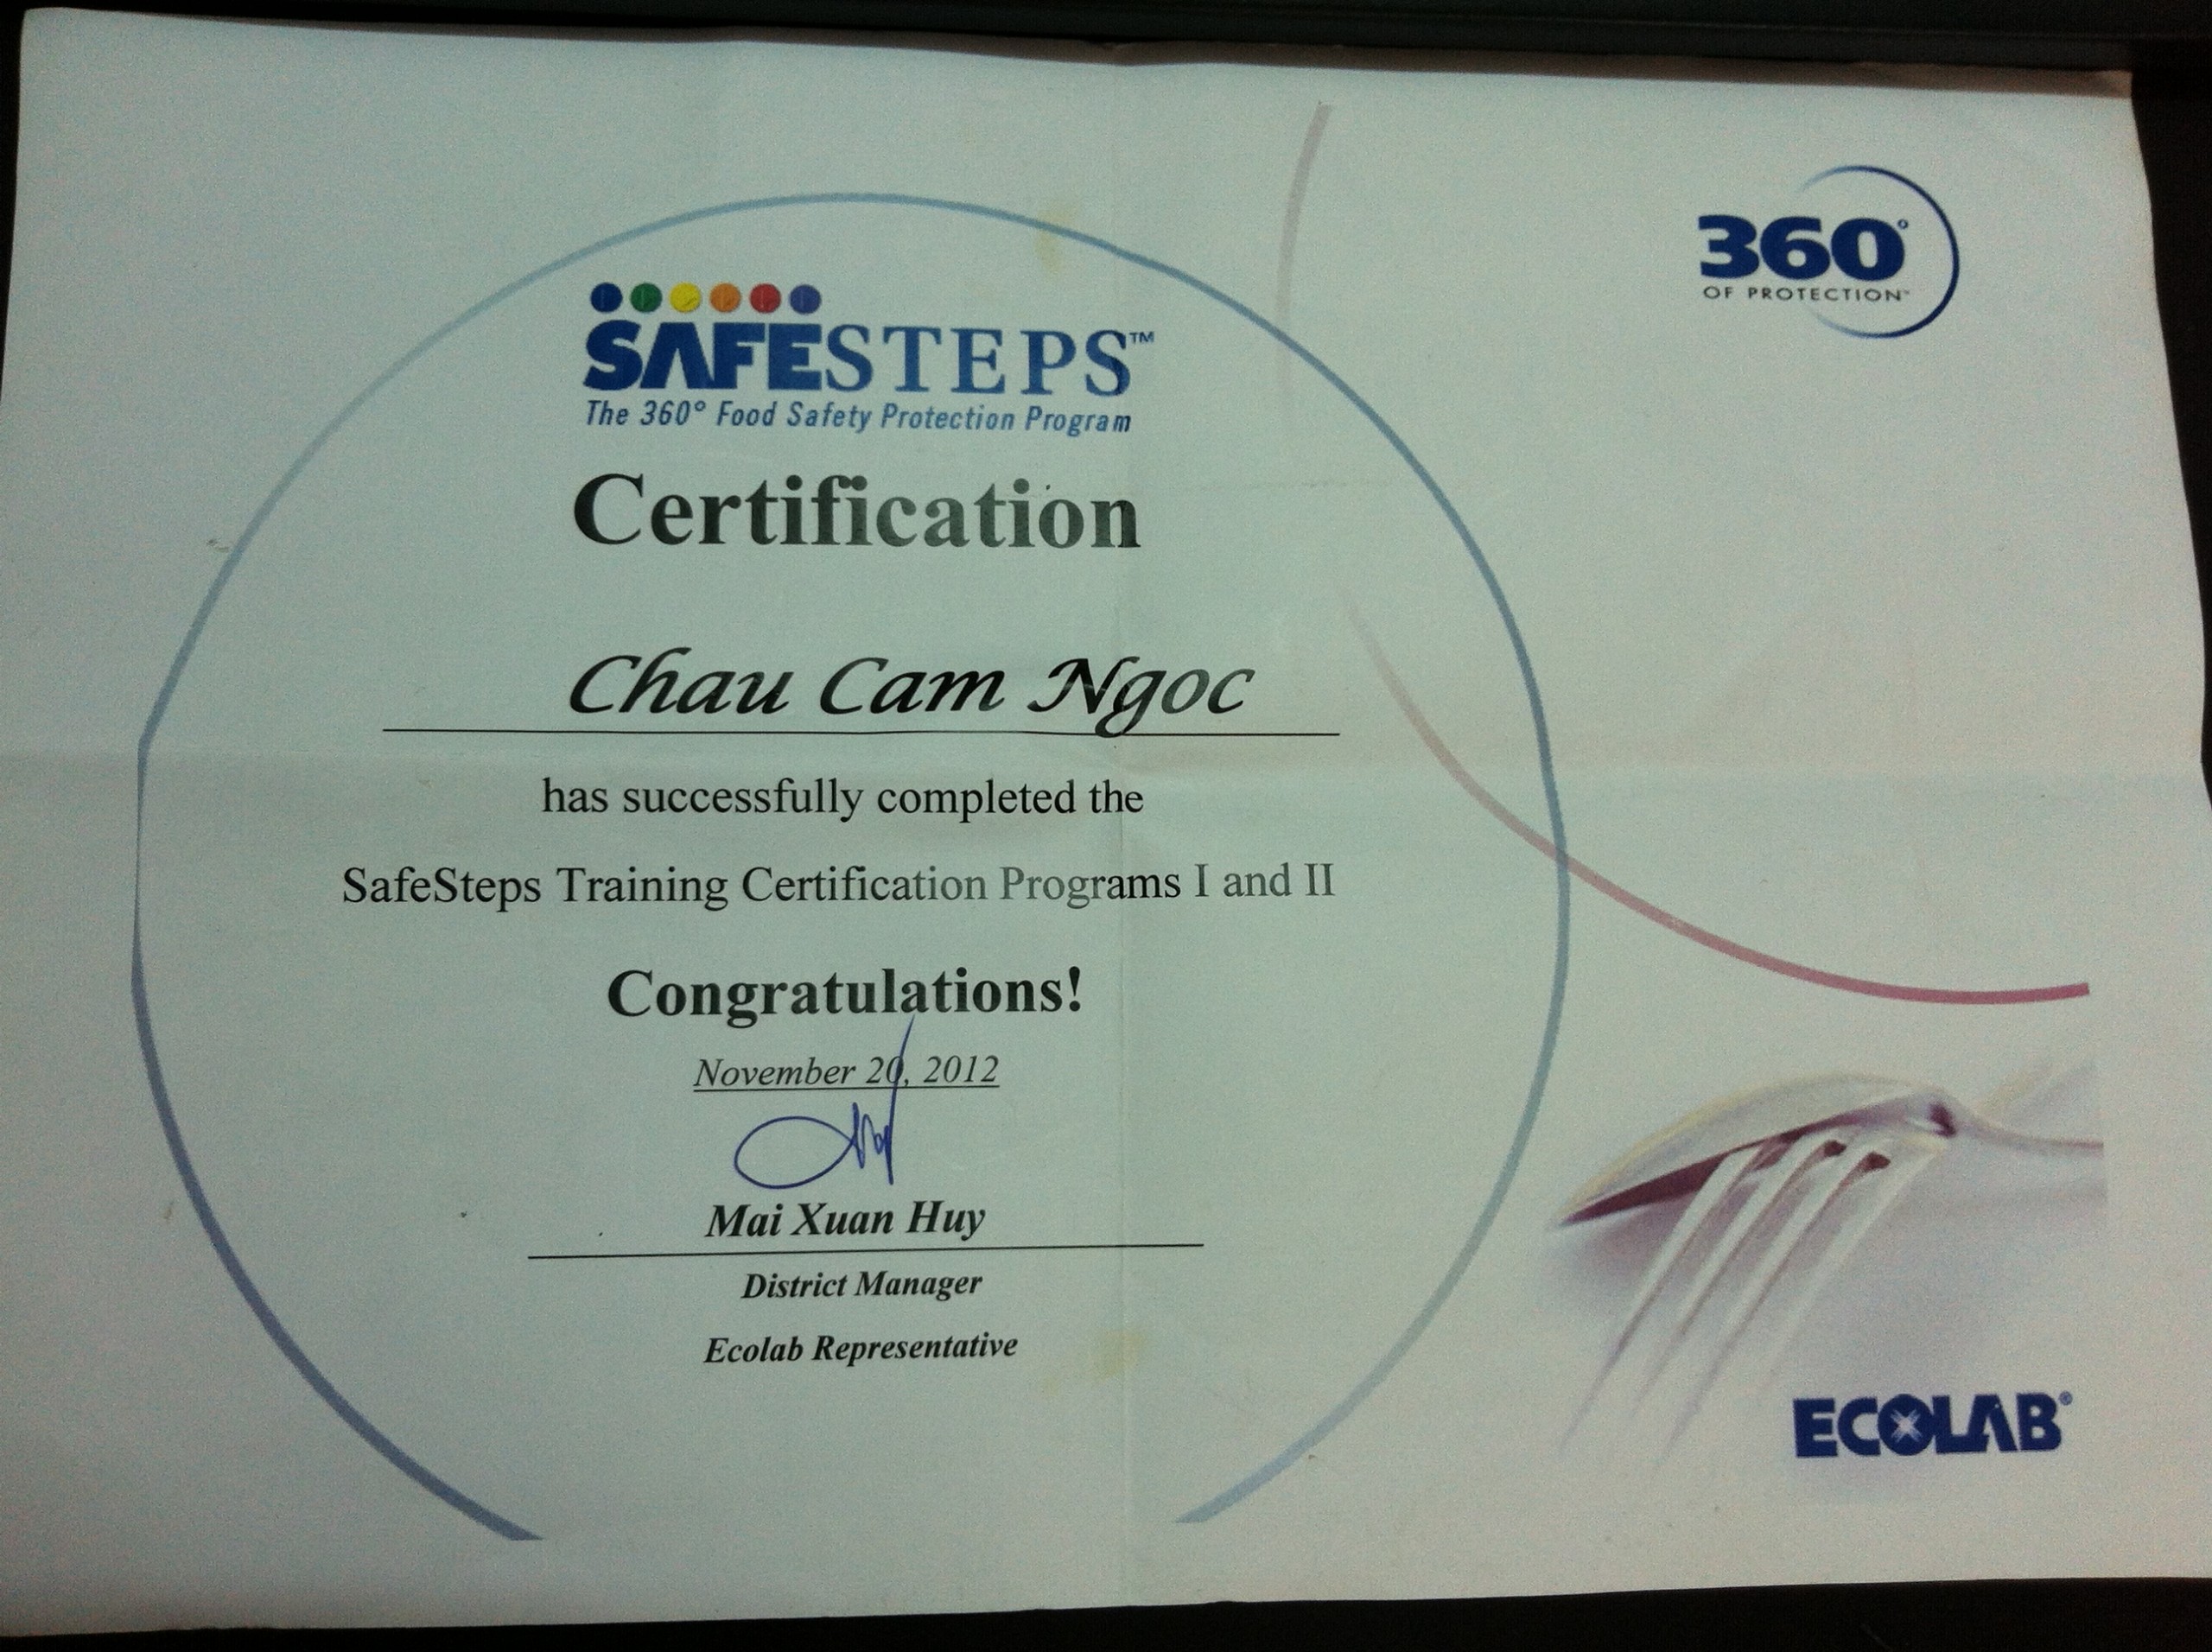 360°
OF PROTECTION™
SAFESTEPS™
The 360° Food Safety Protection Program
Certification
Chau Cam Ngoc
has successfully completed the
SafeSteps Training Certification Programs I and II
Congratulations!
November 20, 2012
Mai Xuan Huy
District Manager
Ecolab Representative
ECOLAB®